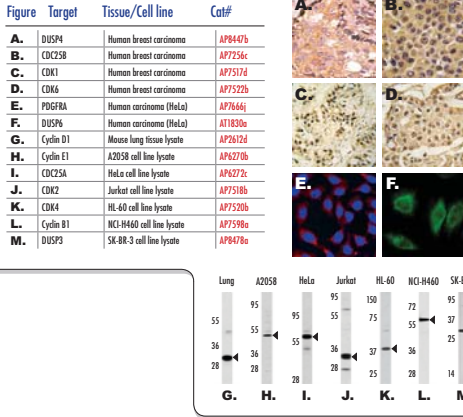 Figure Target Tissue/Cell line Cat#
A. DUSP4 Human breast carcinoma AP8447b
B. CDC25B Human breast carcinoma AP7256c
C. CDK1 Human breast carcinoma AP7517d
D. CDK6 Human breast carcinoma AP7522b
E. PDGFRA Human carcinoma (HeLa) AP7666j
F. DUSP6 Human carcinoma (HeLa) AT1830a
G. Cyclin D1 Mouse lung tissue lysate AP2612d
H. Cyclin E1 A2058 cell line lysate AP6270b
I. CDC25A HeLa cell line lysate AP6272c
J. CDK2 Jurkat cell line lysate AP7518b
K. CDK4 HL-60 cell line lysate AP7520b
L. Cyclin B1 NCI-H460 cell line lysate AP7598a
M. DUSP3 SK-BR-3 cell line lysate AP8478a
A. B.
C. D.
E. F.
Lung A2058 HeLa Jurkat HL-60 NCI-H460
55
36
28
95
55
36
28
95
55
28
95
55
36
28
150
75
37
25
72
55
36
28
95
37
25
14
G. H. I. J. K. L.